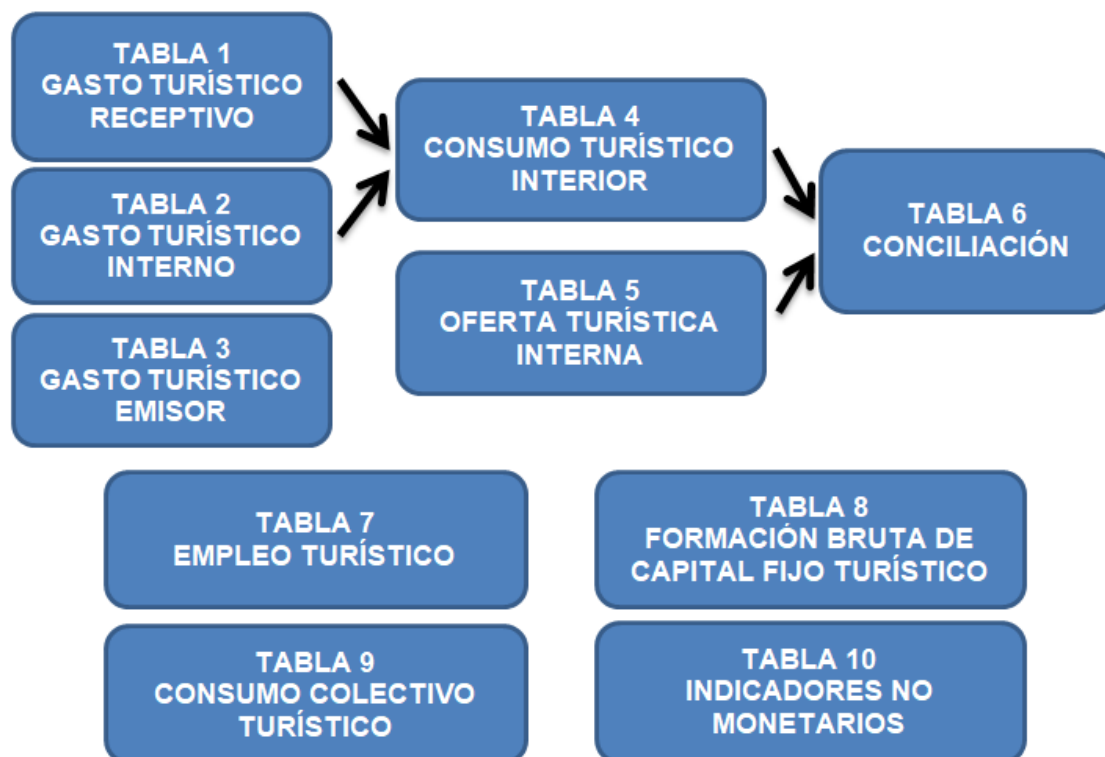 TABLA 1
GASTO TURÍSTICO
RECEPTIVO
TABLA 2
GASTO TURÍSTICO
INTERNO
TABLA 3
GASTO TURÍSTICO
EMISOR
TABLA 4
CONSUMO TURÍSTICO
INTERIOR
TABLA 5
OFERTA TURÍSTICA
INTERNA
TABLA 6
CONCILIACIÓN
TABLA 7
EMPLEO TURÍSTICO
TABLA 8
FORMACIÓN BRUTA DE
CAPITAL FIJO TURÍSTICO
TABLA 9
CONSUMO COLECTIVO
TURÍSTICO
TABLA 10
INDICADORES NO
MONETARIOS